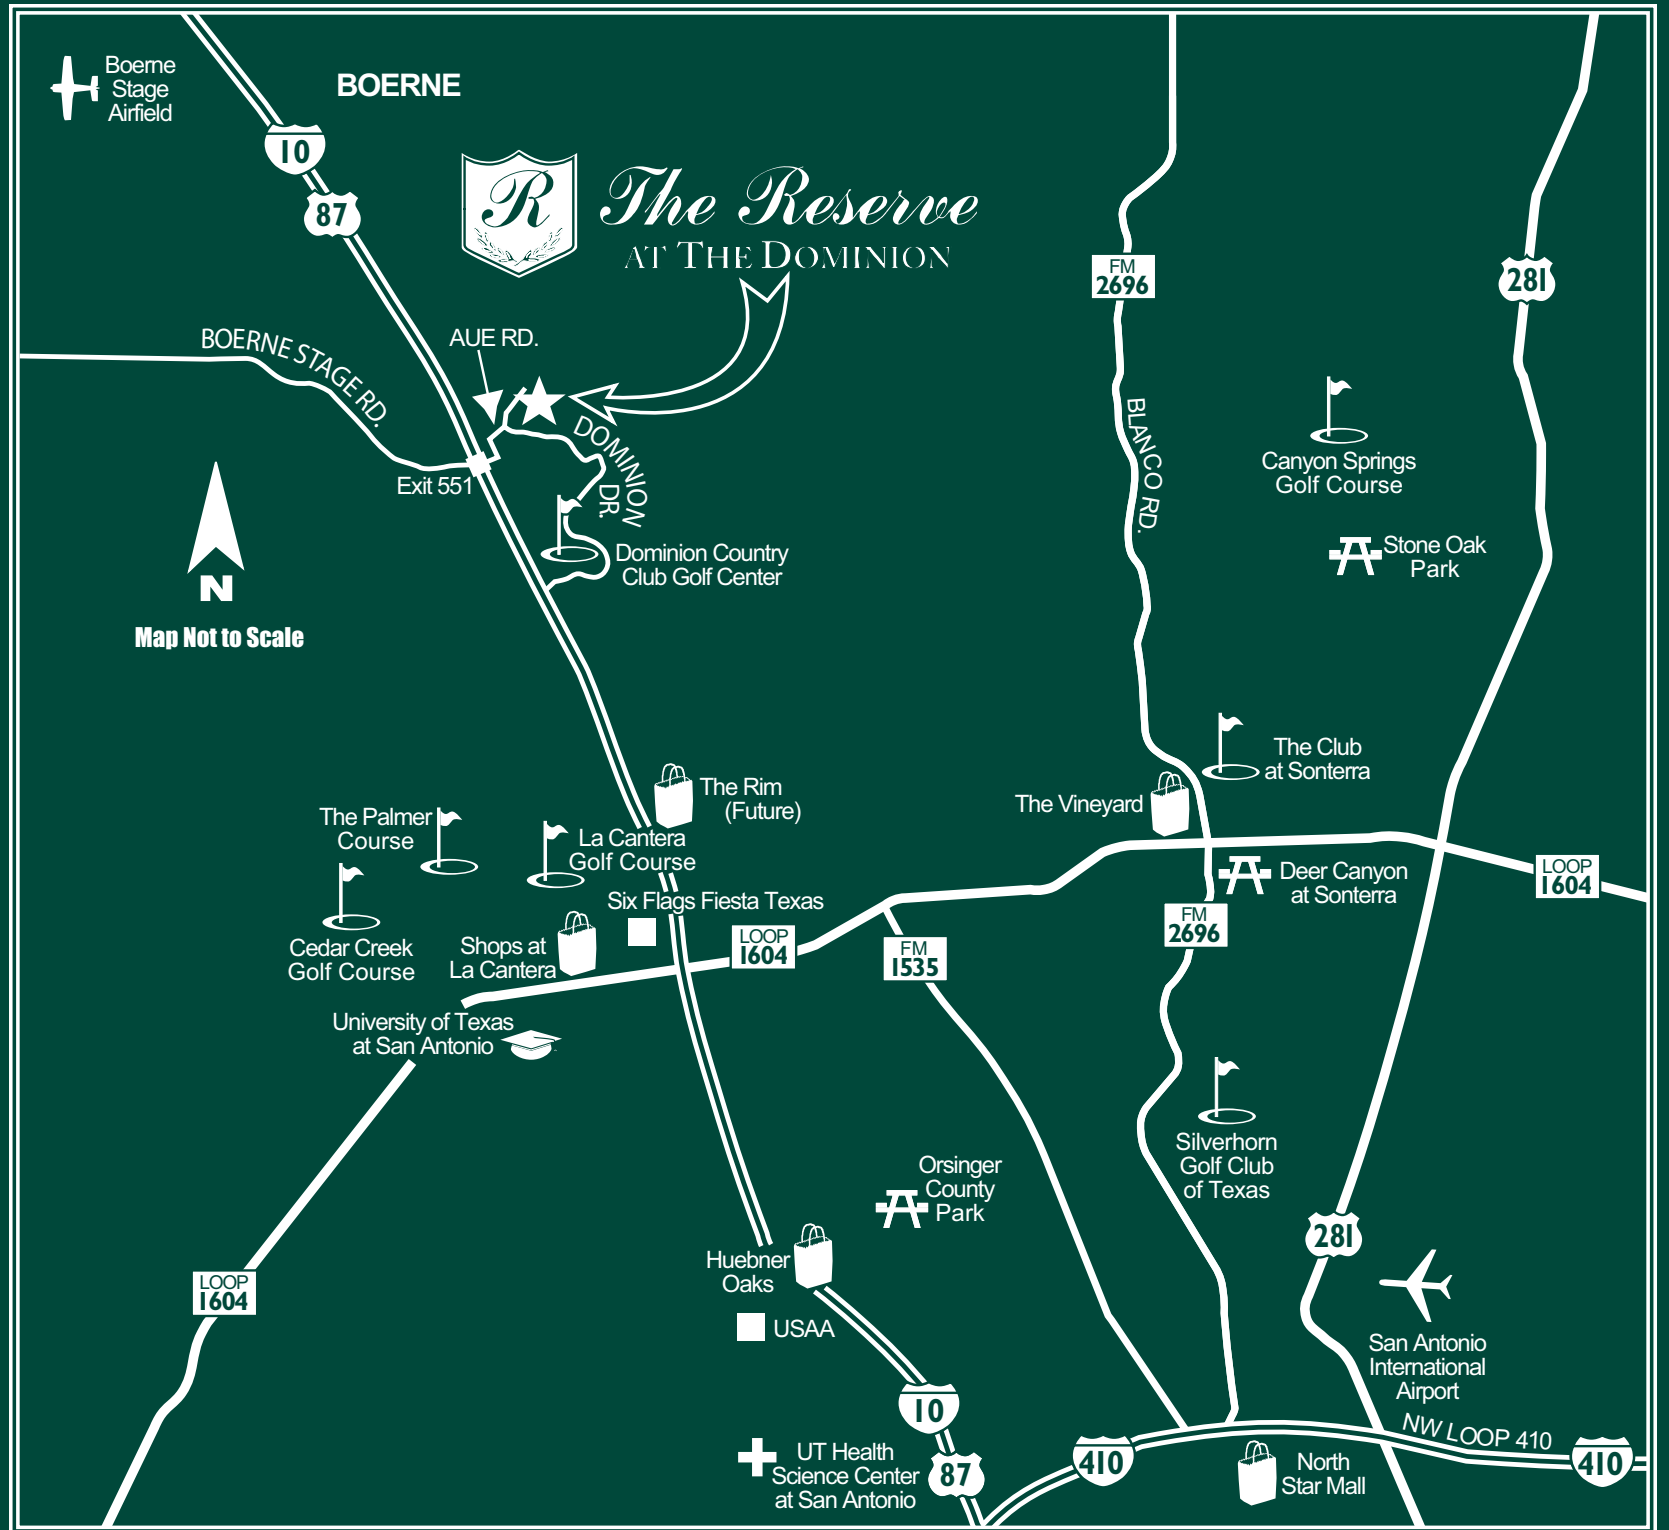 Boerne
Stage
Airfield
BOERNE
10
87
R
The Reserve
AT THE DOMINION
FM
2696
281
BOERNE STAGE RD.
AUE RD.
DOMINION
DR.
Exit 551
BLANCO RD.
Canyon Springs
Golf Course
Stone Oak
Park
Dominion Country
Club Golf Center
N
Map Not to Scale
The Club
at Sonterra
The Rim
(Future)
The Vineyard
The Palmer
Course
La Cantera
Golf Course
Six Flags Fiesta Texas
Deer Canyon
at Sonterra
LOOP
1604
Cedar Creek
Golf Course
Shops at
La Cantera
LOOP
1604
FM
1535
FM
2696
University of Texas
at San Antonio
Silverhorn
Golf Club
of Texas
Orsinger
County
Park
281
Huebner
Oaks
LOOP
1604
USAA
San Antonio
International
Airport
10
NW LOOP 410
UT Health
Science Center
at San Antonio
87
410
North
Star Mall
410